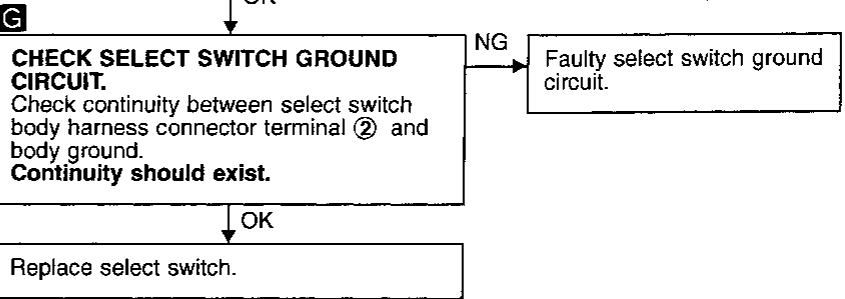 OK
G
CHECK SELECT SWITCH GROUND
CIRCUIT.
Check continuity between select switch
body harness connector terminal ② and
body ground.
Continuity should exist.
NG
Faulty select switch ground
circuit.
OK
Replace select switch.